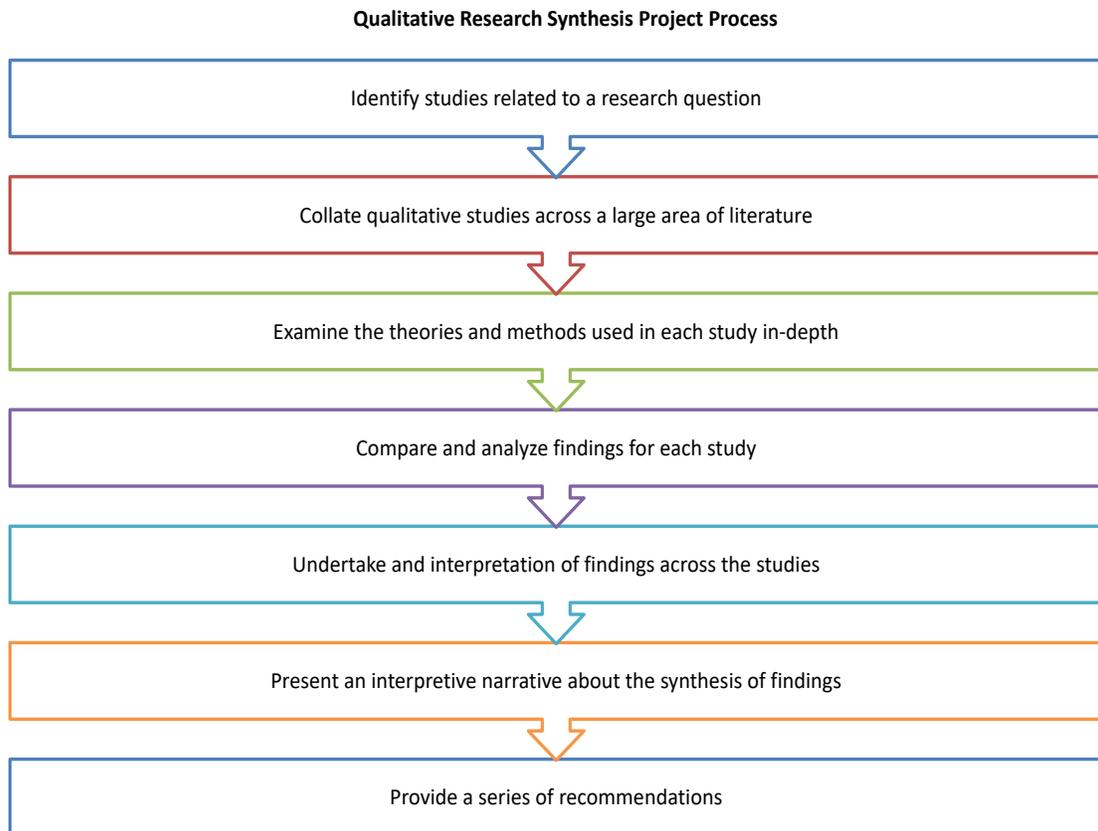 Qualitative Research Synthesis Project Process
Identify studies related to a research question
Collate qualitative studies across a large area of literature
Examine the theories and methods used in each study in-depth
Compare and analyze findings for each study
Undertake and interpretation of findings across the studies
Present an interpretive narrative about the synthesis of findings
Provide a series of recommendations